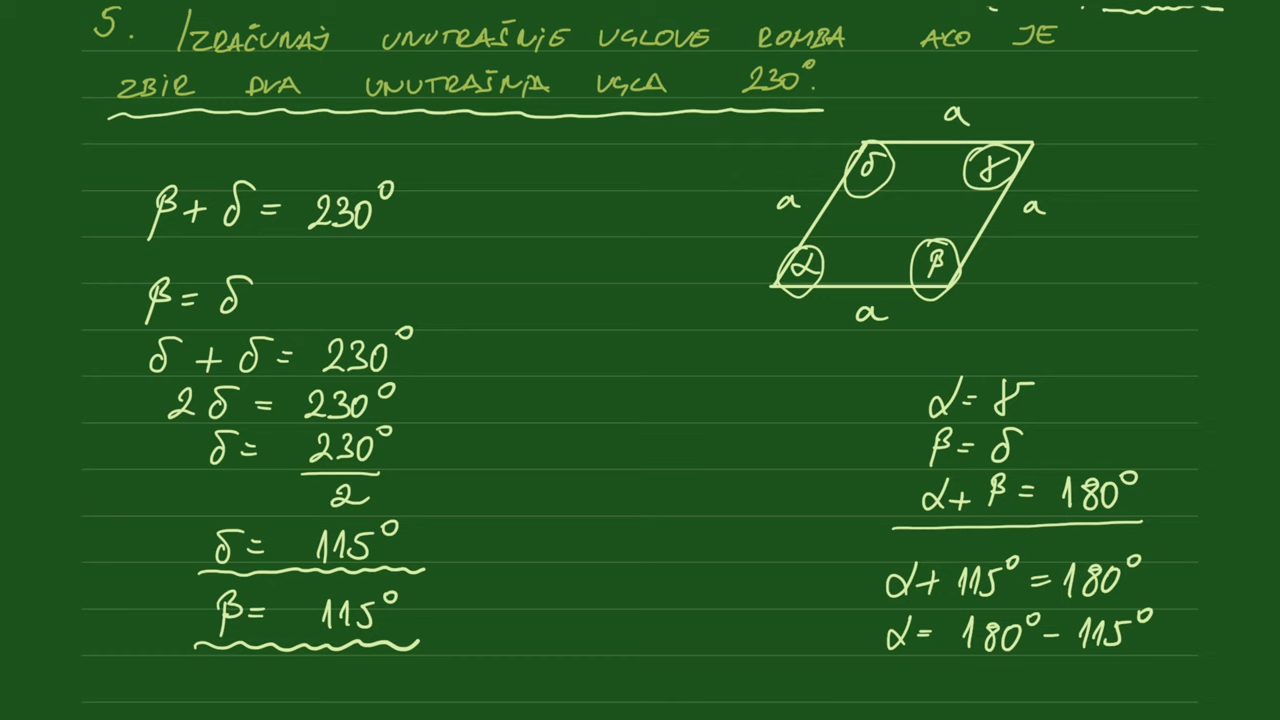 5. IZRAČUNAJ UNUTRAŠNJE UGLOVE ROMBA AKO JE
ZBIR DVA UNUTRAŠNJA UGLA 230°.
a
δ γ
a a
α β
a
β + δ = 230°
β = δ
δ + δ = 230°
2δ = 230°
δ = 230°
2
δ = 115°
β = 115°
α = γ
β = δ
α + β = 180°
α + 115° = 180°
α = 180° - 115°